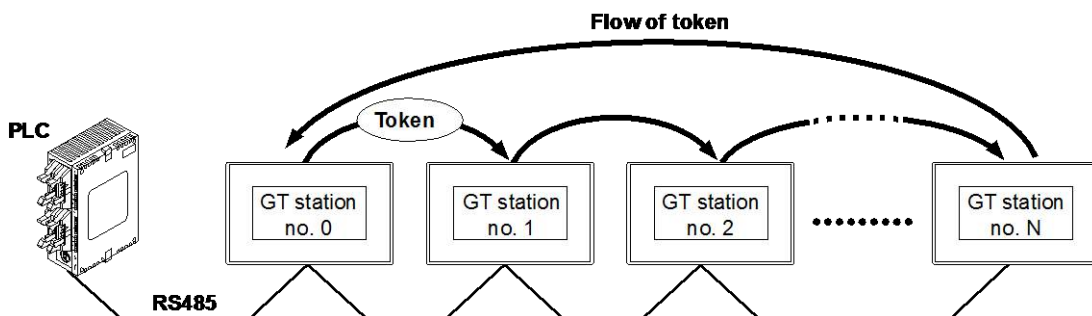 Flow of token
PLC
Token
GT station
no. 0
GT station
no. 1
GT station
no. 2
GT station
no. N
RS485